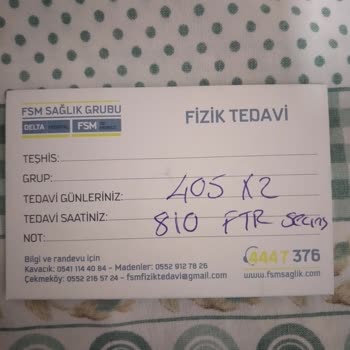 FSM SAĞLIK GRUBU
DELTA FSM
FİZİK TEDAVİ
TEŞHİS:
GRUP:
TEDAVİ GÜNLERİNİZ: 405 X2
TEDAVİ SAATİNİZ: 810 FTR
NOT:
Bilgi ve randevu için
Kavacık: 0541 114 40 84 - Madenler: 0552 912 78 26
Çekmeköy: 0552 216 57 24 - fsmfiziktedavi@gmail.com
444 7 376
www.fsmsaglik.com